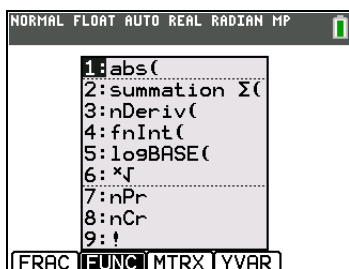 NORMAL FLOAT AUTO REAL RADIAN MP
1:abs(
2:summation Σ(
3:nDeriv(
4:fnInt(
5:logBASE(
6:ˣ√
7:nPr
8:nCr
9:!
FRAC FUNC MTRX YVAR